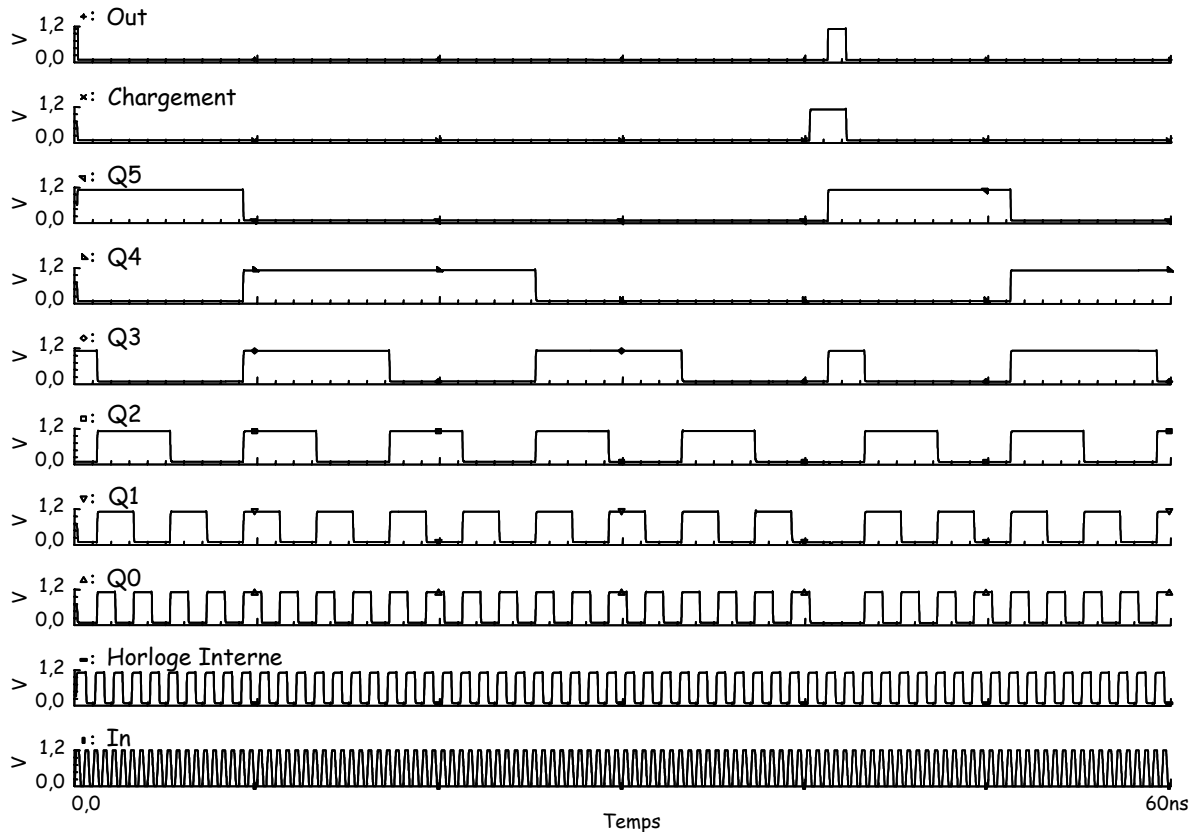 Out
V
1,2
0,0
Chargement
V
1,2
0,0
Q5
V
1,2
0,0
Q4
V
1,2
0,0
Q3
V
1,2
0,0
Q2
V
1,2
0,0
Q1
V
1,2
0,0
Q0
V
1,2
0,0
Horloge Interne
V
1,2
0,0
In
V
1,2
0,0
0,0
60ns
Temps